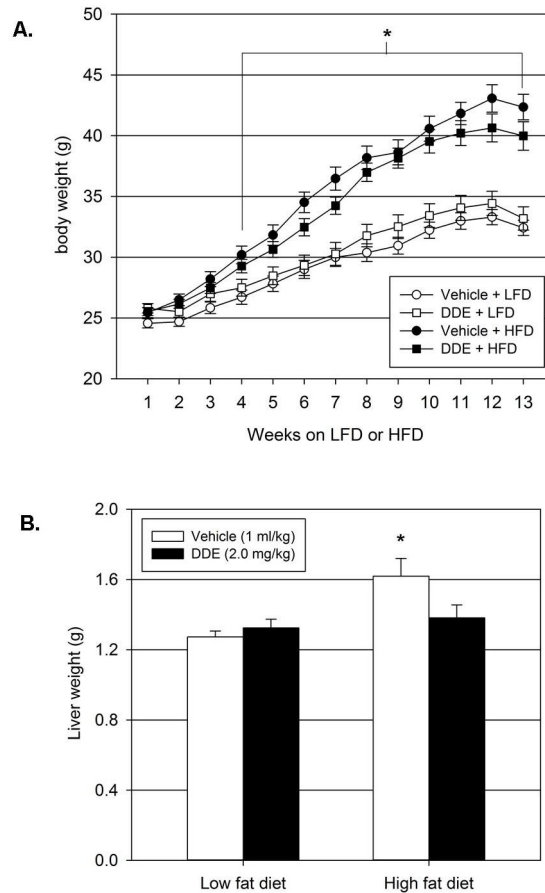 A.
*
50
45
40
35
30
25
20
body weight (g)
Vehicle + LFD
DDE + LFD
Vehicle + HFD
DDE + HFD
1 2 3 4 5 6 7 8 9 10 11 12 13
Weeks on LFD or HFD
B.
2.0
1.6
1.2
0.8
0.4
0.0
Liver weight (g)
Vehicle (1 ml/kg)
DDE (2.0 mg/kg)
*
Low fat diet High fat diet